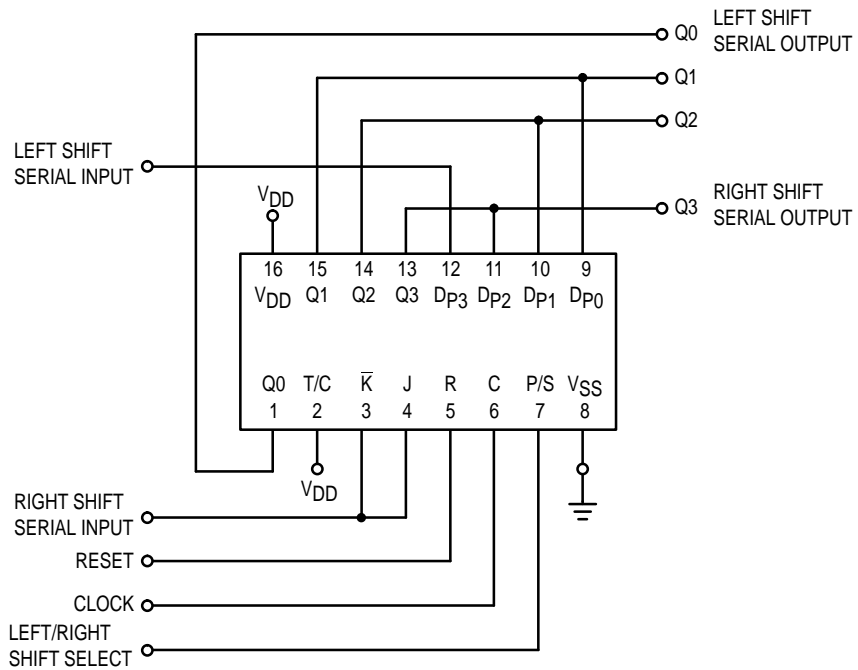 Q0 LEFT SHIFT
SERIAL OUTPUT
Q1
Q2
LEFT SHIFT
SERIAL INPUT
VDD
Q3 RIGHT SHIFT
SERIAL OUTPUT
16 15 14 13 12 11 10 9
VDD Q1 Q2 Q3 DP3 DP2 DP1 DP0
Q0 T/C K̅ J R C P/S VSS
1 2 3 4 5 6 7 8
VDD
RIGHT SHIFT
SERIAL INPUT
RESET
CLOCK
LEFT/RIGHT
SHIFT SELECT